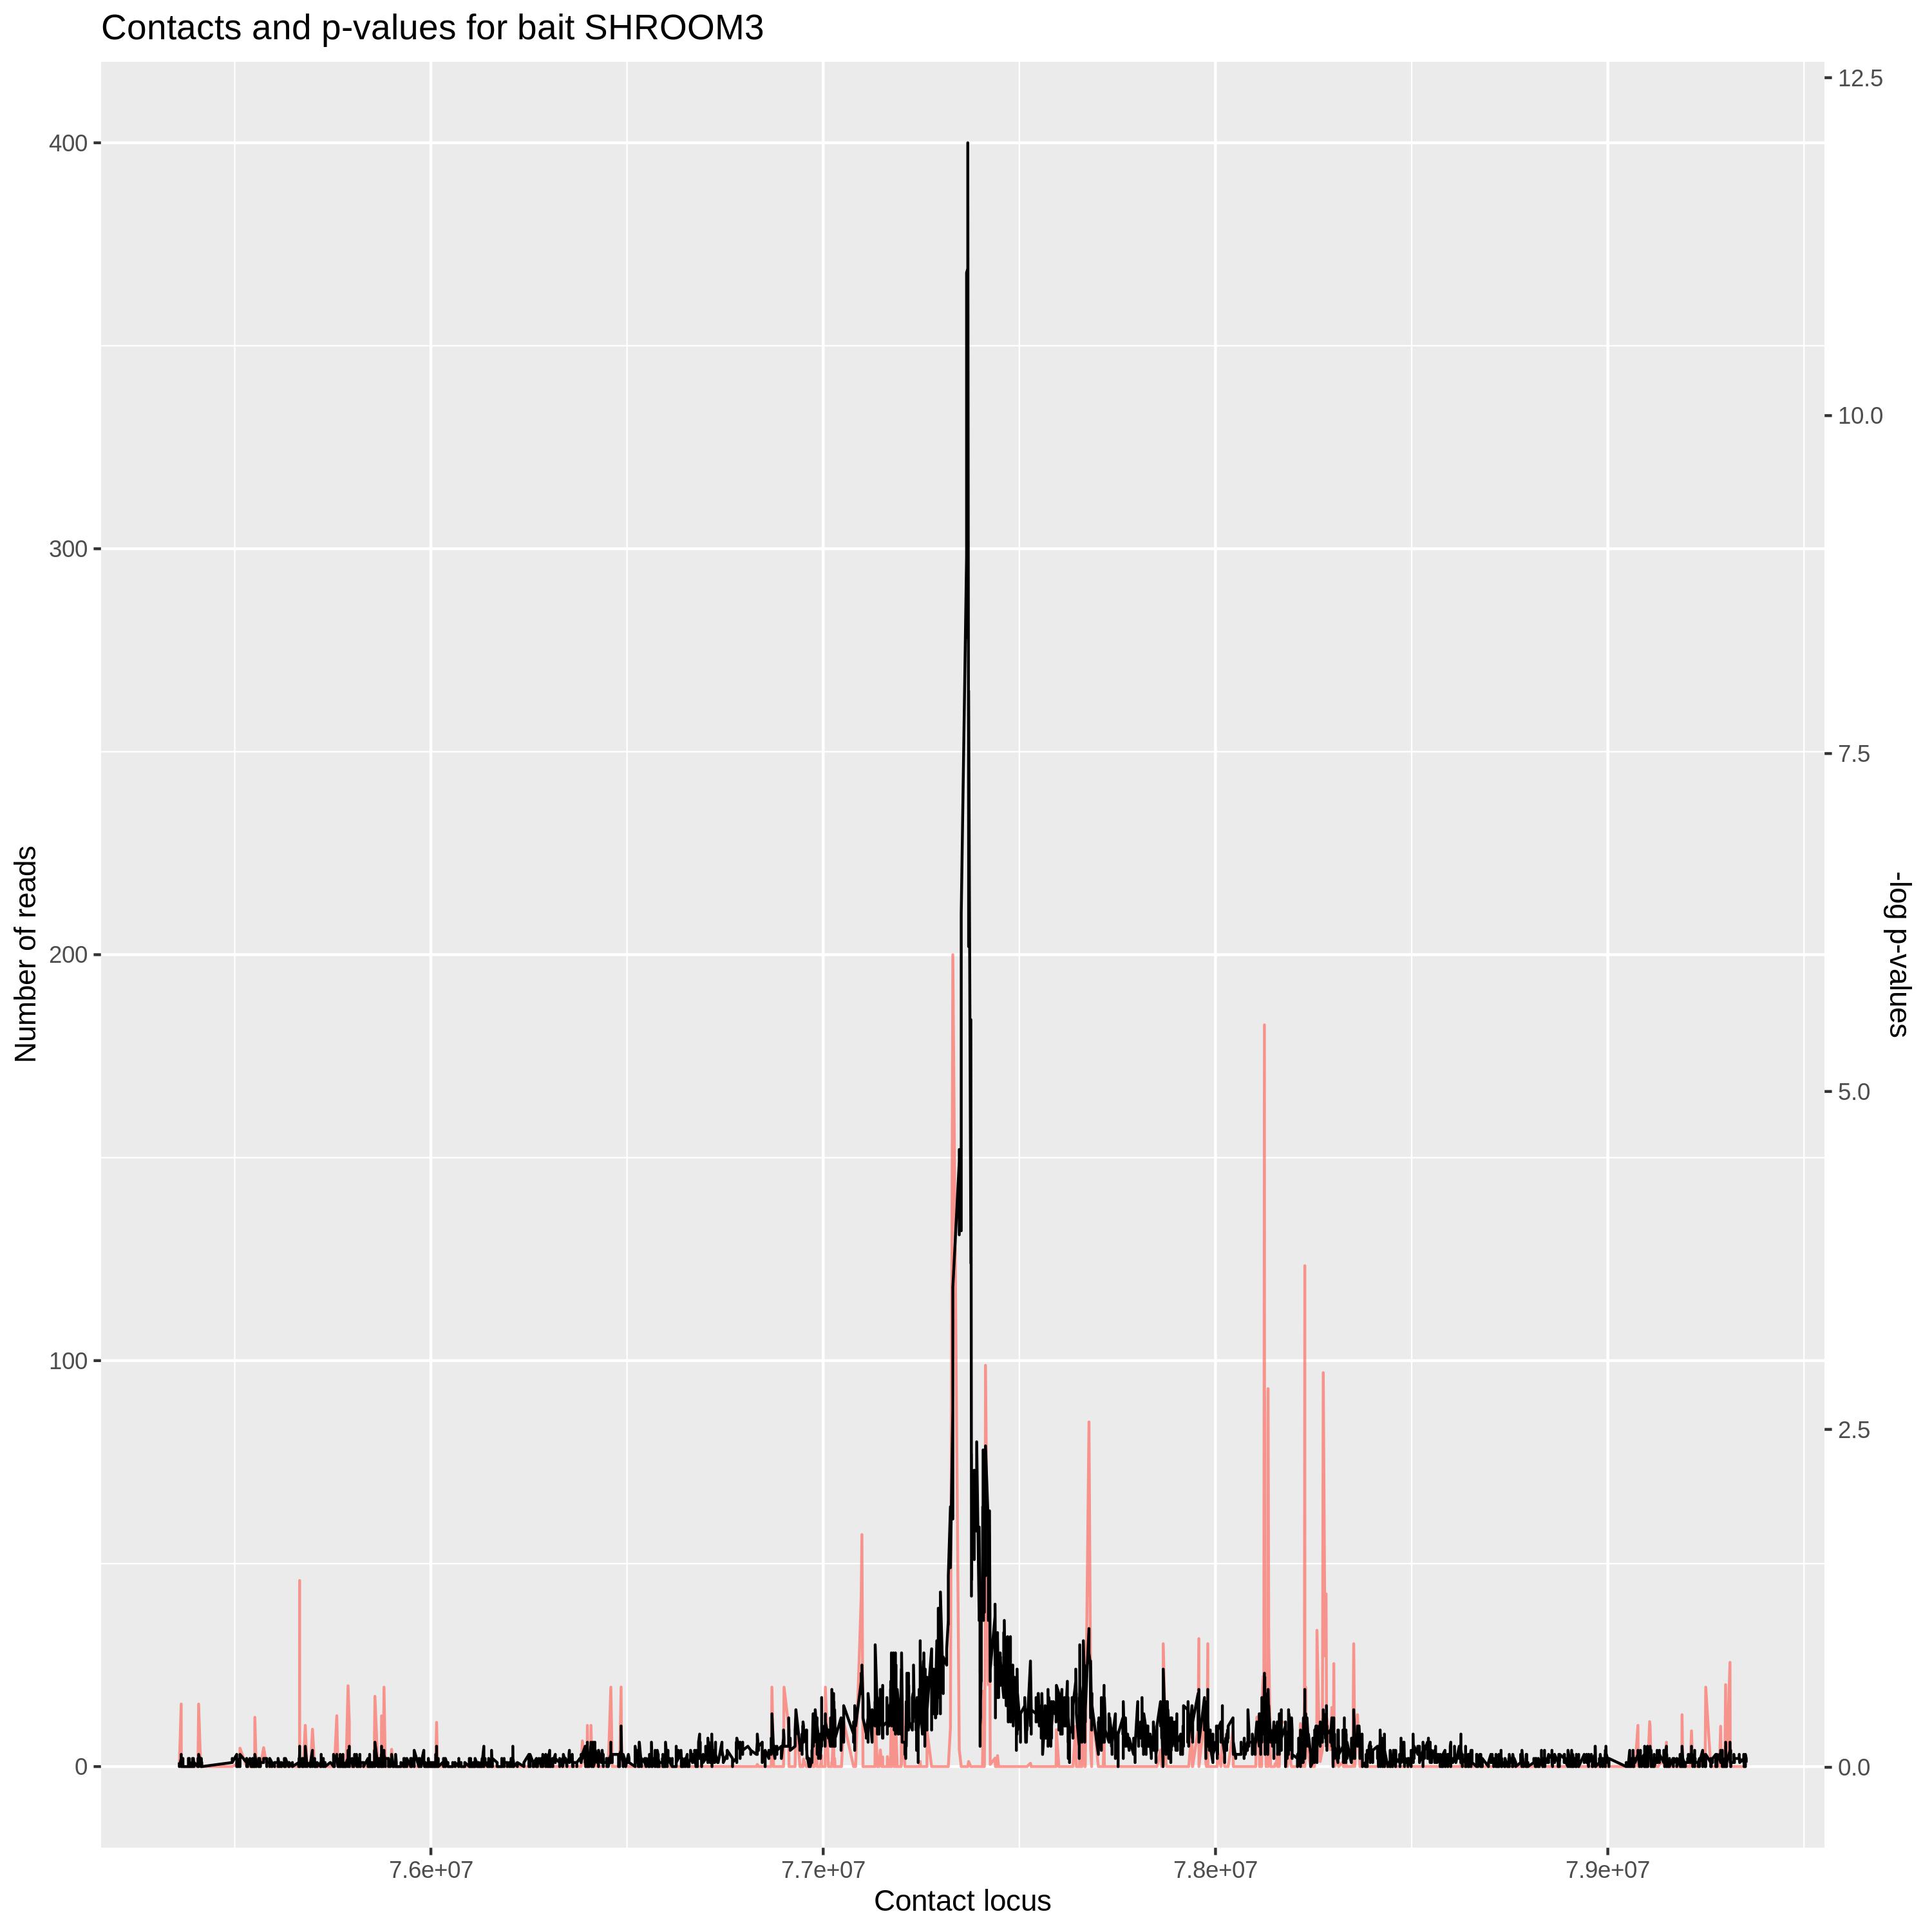 Contacts and p-values for bait SHROOM3
12.5
400
10.0
300
7.5
200
5.0
100
2.5
0
0.0
Number of reads
-log p-values
7.6e+07
7.7e+07
7.8e+07
7.9e+07
Contact locus